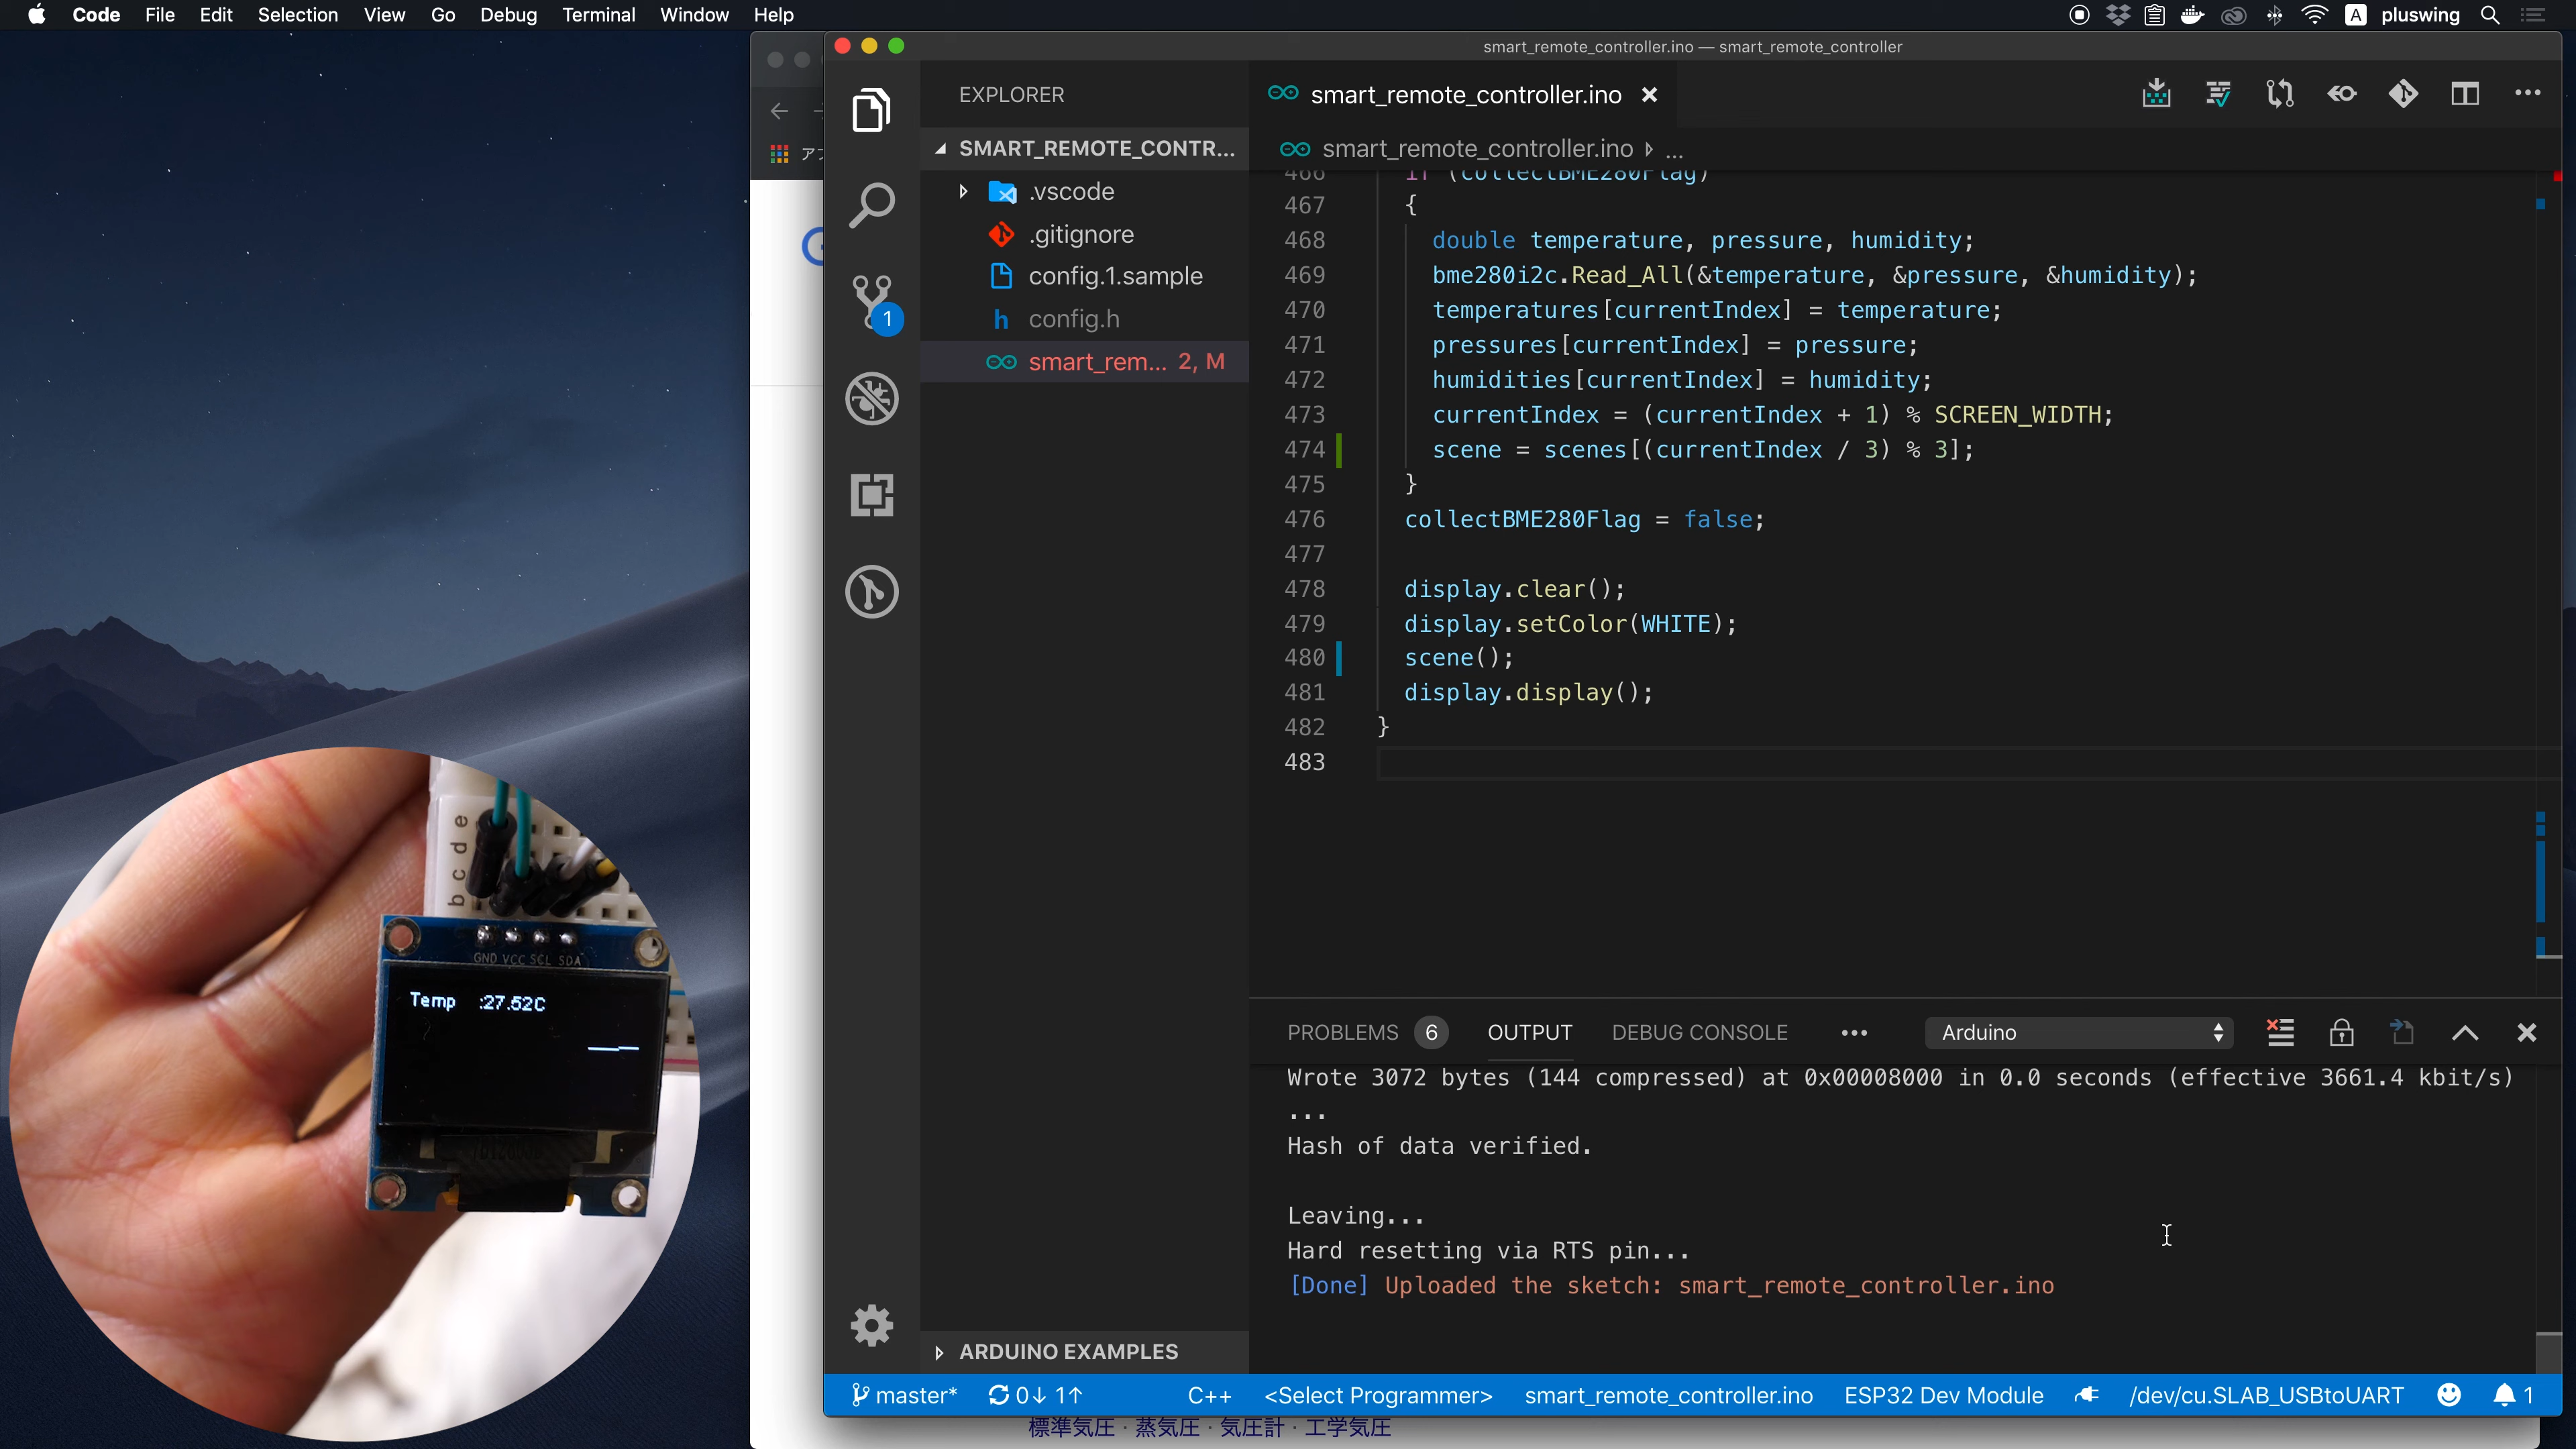 Code File Edit Selection View Go Debug Terminal Window Help
A pluswing
smart_remote_controller.ino — smart_remote_controller
EXPLORER
SMART_REMOTE_CONTR...
.vscode
.gitignore
config.1.sample
h config.h
smart_rem... 2, M
1
ARDUINO EXAMPLES
smart_remote_controller.ino
smart_remote_controller.ino ...
466 if (collectBME280Flag)
467 {
468 double temperature, pressure, humidity;
469 bme280i2c.Read_All(&temperature, &pressure, &humidity);
470 temperatures[currentIndex] = temperature;
471 pressures[currentIndex] = pressure;
472 humidities[currentIndex] = humidity;
473 currentIndex = (currentIndex + 1) % SCREEN_WIDTH;
474 scene = scenes[(currentIndex / 3) % 3];
475 }
476 collectBME280Flag = false;
477
478 display.clear();
479 display.setColor(WHITE);
480 scene();
481 display.display();
482 }
483
PROBLEMS 6 OUTPUT DEBUG CONSOLE ... Arduino
Wrote 3072 bytes (144 compressed) at 0x00008000 in 0.0 seconds (effective 3661.4 kbit/s)
...
Hash of data verified.
Leaving...
Hard resetting via RTS pin...
[Done] Uploaded the sketch: smart_remote_controller.ino
master* 0↓ 1↑ C++ <Select Programmer> smart_remote_controller.ino ESP32 Dev Module /dev/cu.SLAB_USBtoUART 1
標準気圧 · 蒸気圧 · 気圧計 · 工学気圧
b c d e
GND VCC SCL SDA
Temp :27.52C